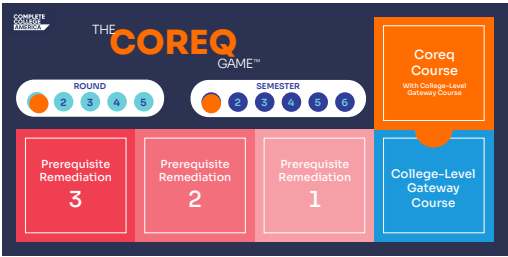 COMPLETE
COLLEGE
AMERICA
THE
COREQ
GAME™
ROUND
2 3 4 5
SEMESTER
2 3 4 5 6
Coreq
Course
With College-Level
Gateway Course
Prerequisite
Remediation
3
Prerequisite
Remediation
2
Prerequisite
Remediation
1
College-Level
Gateway
Course